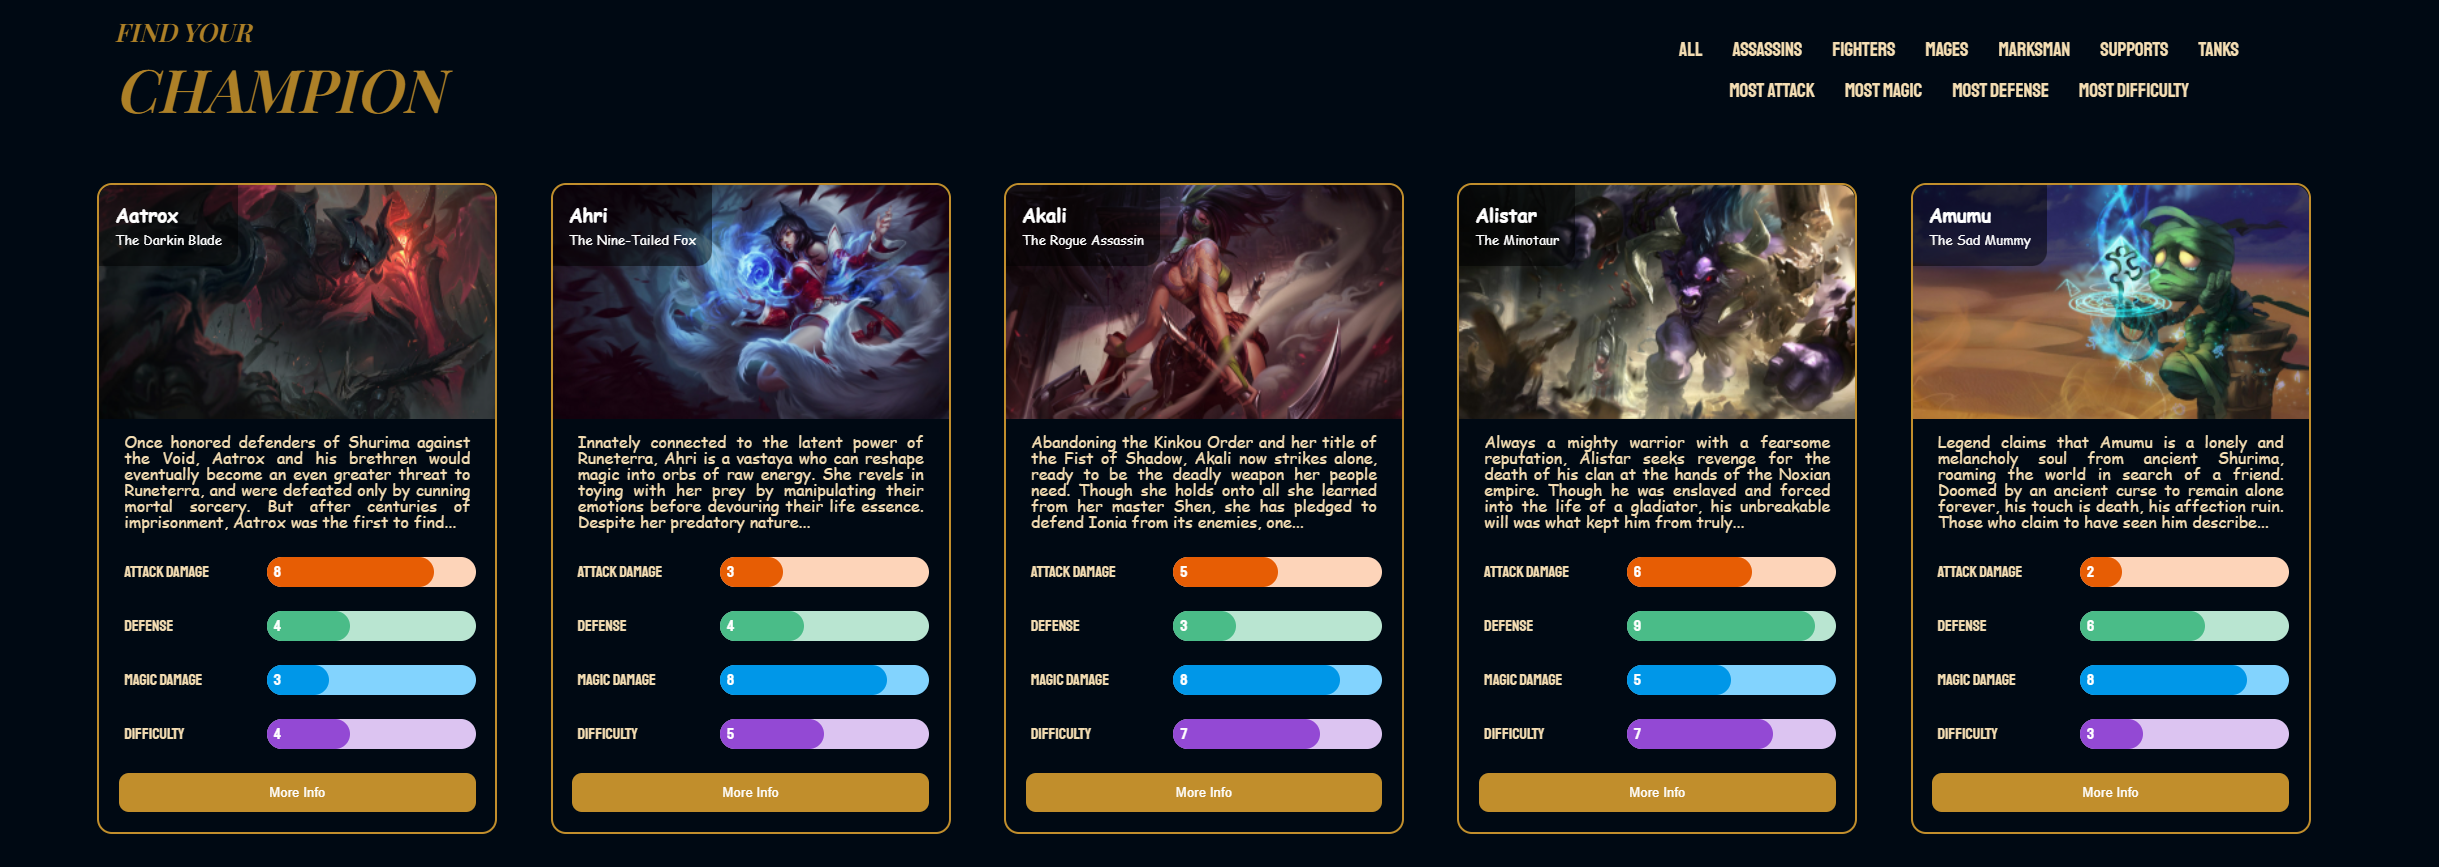 FIND YOUR
CHAMPION
ALL ASSASSINS FIGHTERS MAGES MARKSMAN SUPPORTS TANKS
MOST ATTACK MOST MAGIC MOST DEFENSE MOST DIFFICULTY
Aatrox
The Darkin Blade
Once honored defenders of Shurima against
the Void, Aatrox and his brethren would
eventually become an even greater threat to
Runeterra, and were defeated only by cunning
mortal sorcery. But after centuries of
imprisonment, Aatrox was the first to find...
ATTACK DAMAGE 8
DEFENSE 4
MAGIC DAMAGE 3
DIFFICULTY 4
More Info
Ahri
The Nine-Tailed Fox
Innately connected to the latent power of
Runeterra, Ahri is a vastaya who can reshape
magic into orbs of raw energy. She revels in
toying with her prey by manipulating their
emotions before devouring their life essence.
Despite her predatory nature...
ATTACK DAMAGE 3
DEFENSE 4
MAGIC DAMAGE 8
DIFFICULTY 5
More Info
Akali
The Rogue Assassin
Abandoning the Kinkou Order and her title of
the Fist of Shadow, Akali now strikes alone,
ready to be the deadly weapon her people
need. Though she holds onto all she learned
from her master Shen, she has pledged to
defend Ionia from its enemies, one...
ATTACK DAMAGE 5
DEFENSE 3
MAGIC DAMAGE 8
DIFFICULTY 7
More Info
Alistar
The Minotaur
Always a mighty warrior with a fearsome
reputation, Alistar seeks revenge for the
death of his clan at the hands of the Noxian
empire. Though he was enslaved and forced
into the life of a gladiator, his unbreakable
will was what kept him from truly...
ATTACK DAMAGE 6
DEFENSE 9
MAGIC DAMAGE 5
DIFFICULTY 7
More Info
Amumu
The Sad Mummy
Legend claims that Amumu is a lonely and
melancholy soul from ancient Shurima,
roaming the world in search of a friend.
Doomed by an ancient curse to remain alone
forever, his touch is death, his affection ruin.
Those who claim to have seen him describe...
ATTACK DAMAGE 2
DEFENSE 6
MAGIC DAMAGE 8
DIFFICULTY 3
More Info